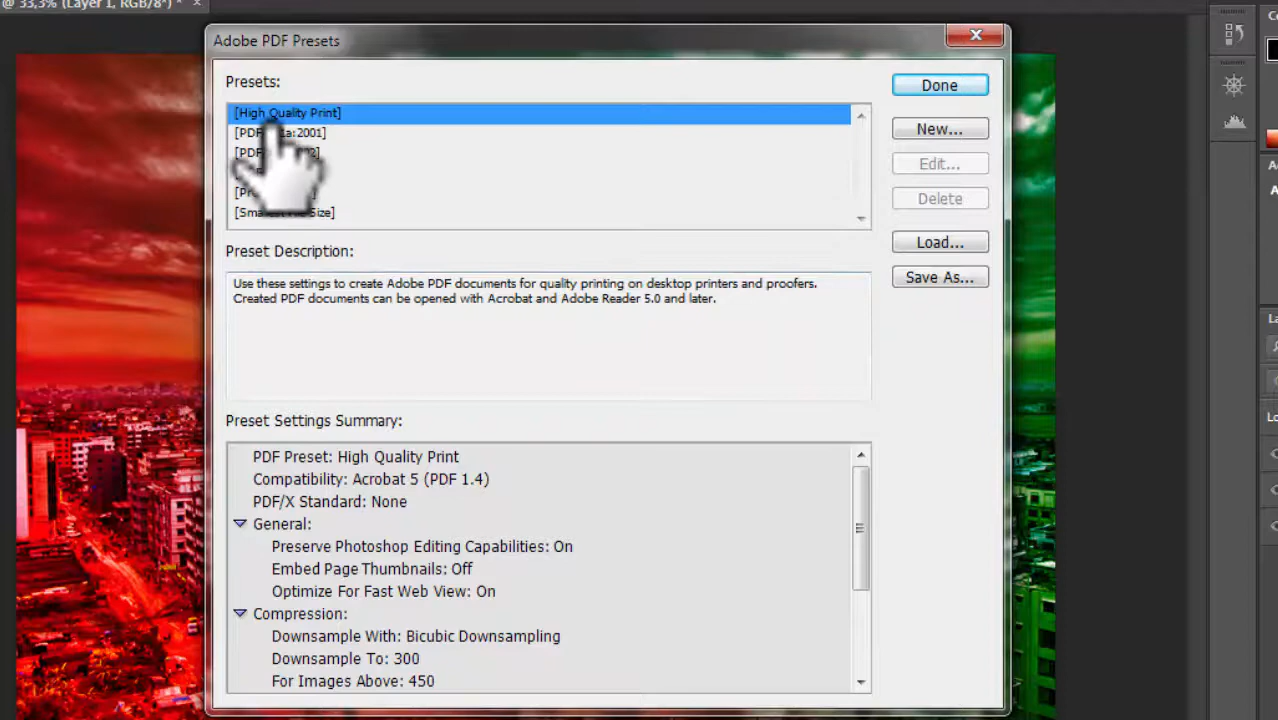 @ 33,3% (Layer 1, RGB/8*) * ×
Adobe PDF Presets
Presets:
Done
[High Quality Print]
New...
Edit...
Delete
[Smallest File Size]
Load...
Preset Description:
Save As...
Use these settings to create Adobe PDF documents for quality printing on desktop printers and proofers.
Created PDF documents can be opened with Acrobat and Adobe Reader 5.0 and later.
Preset Settings Summary:
PDF Preset: High Quality Print
Compatibility: Acrobat 5 (PDF 1.4)
PDF/X Standard: None
General:
Preserve Photoshop Editing Capabilities: On
Embed Page Thumbnails: Off
Optimize For Fast Web View: On
Compression:
Downsample With: Bicubic Downsampling
Downsample To: 300
For Images Above: 450